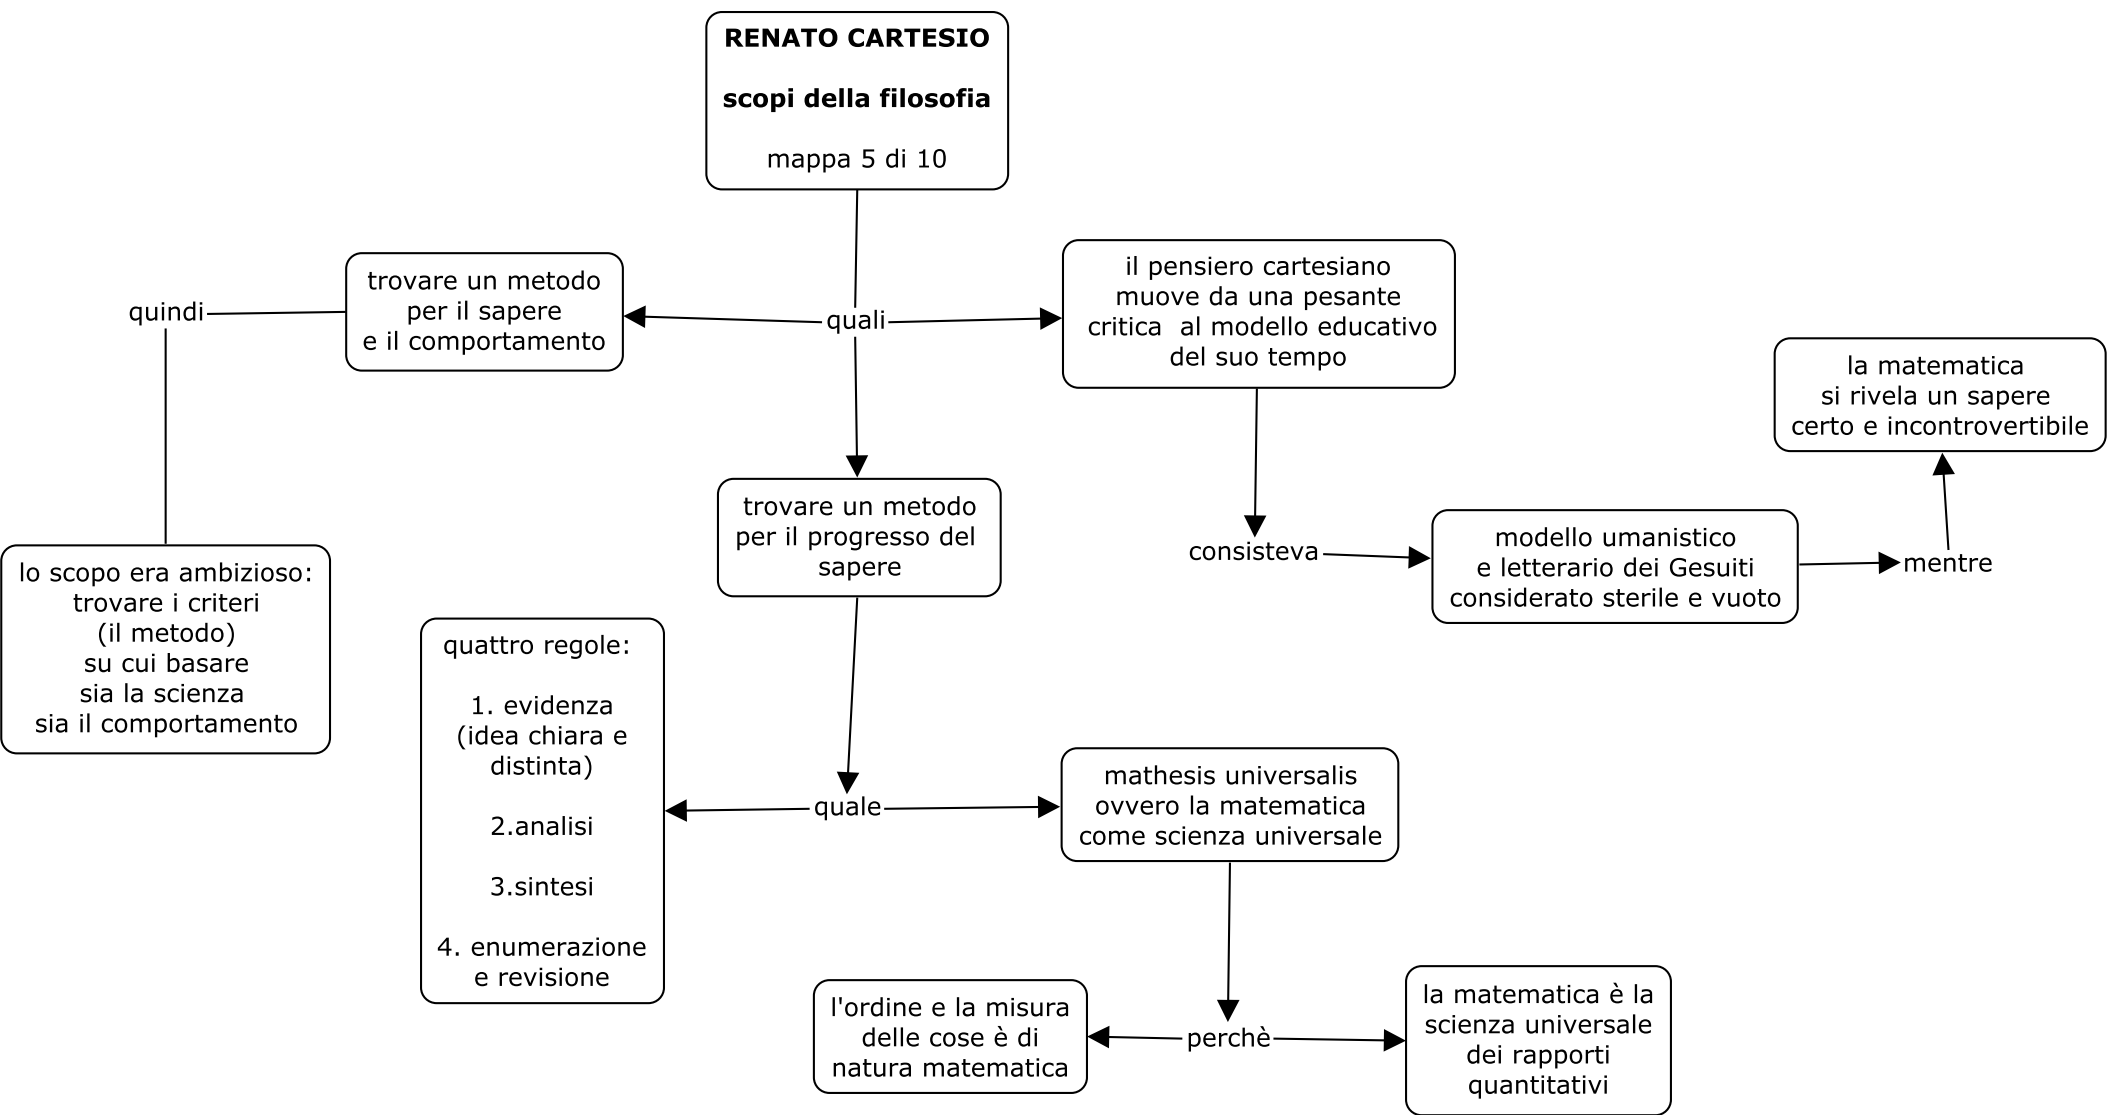 RENATO CARTESIO
scopi della filosofia
mappa 5 di 10
quali
trovare un metodo
per il sapere
e il comportamento
quindi
lo scopo era ambizioso:
trovare i criteri
(il metodo)
su cui basare
sia la scienza
sia il comportamento
il pensiero cartesiano
muove da una pesante
critica al modello educativo
del suo tempo
consisteva
modello umanistico
e letterario dei Gesuiti
considerato sterile e vuoto
mentre
la matematica
si rivela un sapere
certo e incontrovertibile
trovare un metodo
per il progresso del
sapere
quale
quattro regole:
1. evidenza
(idea chiara e
distinta)
2.analisi
3.sintesi
4. enumerazione
e revisione
mathesis universalis
ovvero la matematica
come scienza universale
perchè
l'ordine e la misura
delle cose è di
natura matematica
la matematica è la
scienza universale
dei rapporti
quantitativi